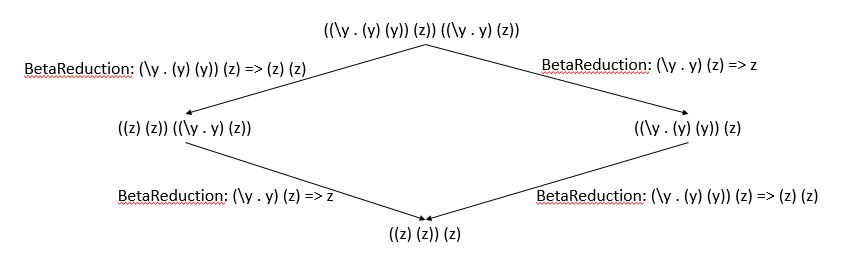 ((\y . (y) (y)) (z)) ((\y . y) (z))
BetaReduction: (\y . (y) (y)) (z) => (z) (z)
BetaReduction: (\y . y) (z) => z
((z) (z)) ((\y . y) (z))
((\y . (y) (y)) (z)
BetaReduction: (\y . y) (z) => z
BetaReduction: (\y . (y) (y)) (z) => (z) (z)
((z) (z)) (z)